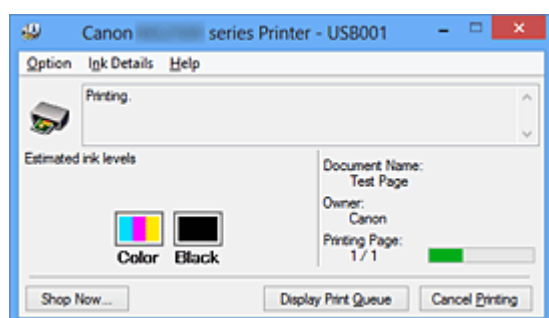 Canon series Printer - USB001
Option Ink Details Help
Printing.
Estimated ink levels
Document Name:
Test Page
Owner:
Canon
Printing Page:
1 / 1
Color Black
Shop Now... Display Print Queue Cancel Printing